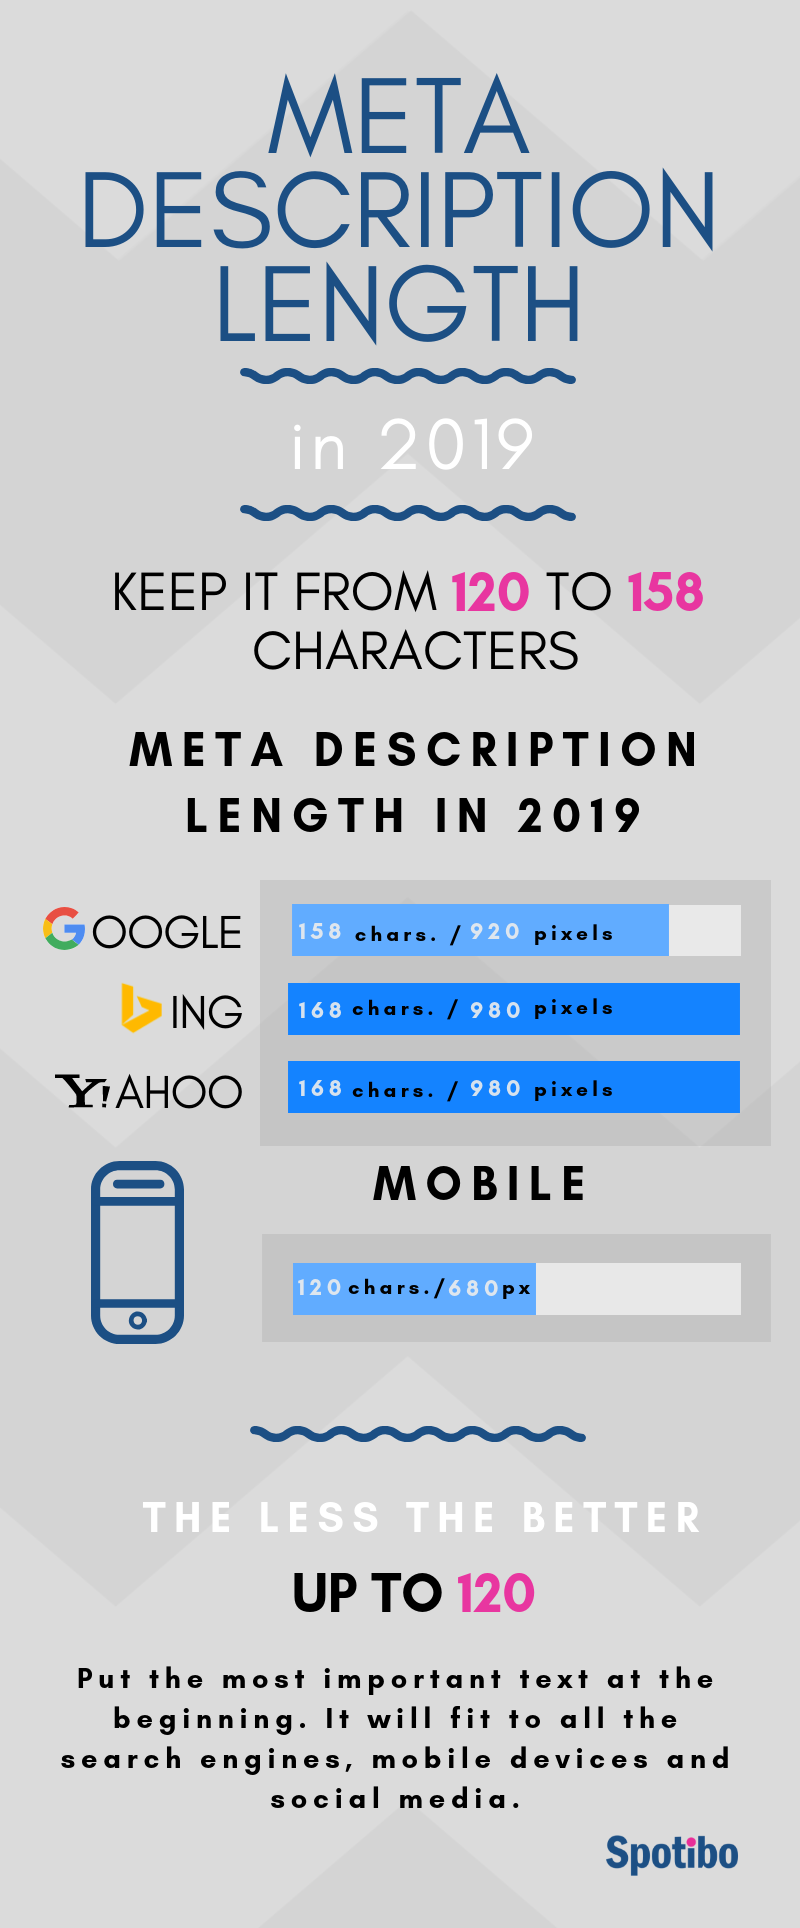 META
DESCRIPTION
LENGTH
in 2019
KEEP IT FROM 120 TO 158
CHARACTERS
META DESCRIPTION
LENGTH IN 2019
GOOGLE
158 chars. / 920 pixels
BING
168 chars. / 980 pixels
Y!AHOO
168 chars. / 980 pixels
MOBILE
120 chars./680px
THE LESS THE BETTER
UP TO 120
Put the most important text at the
beginning. It will fit to all the
search engines, mobile devices and
social media.
Spotibo